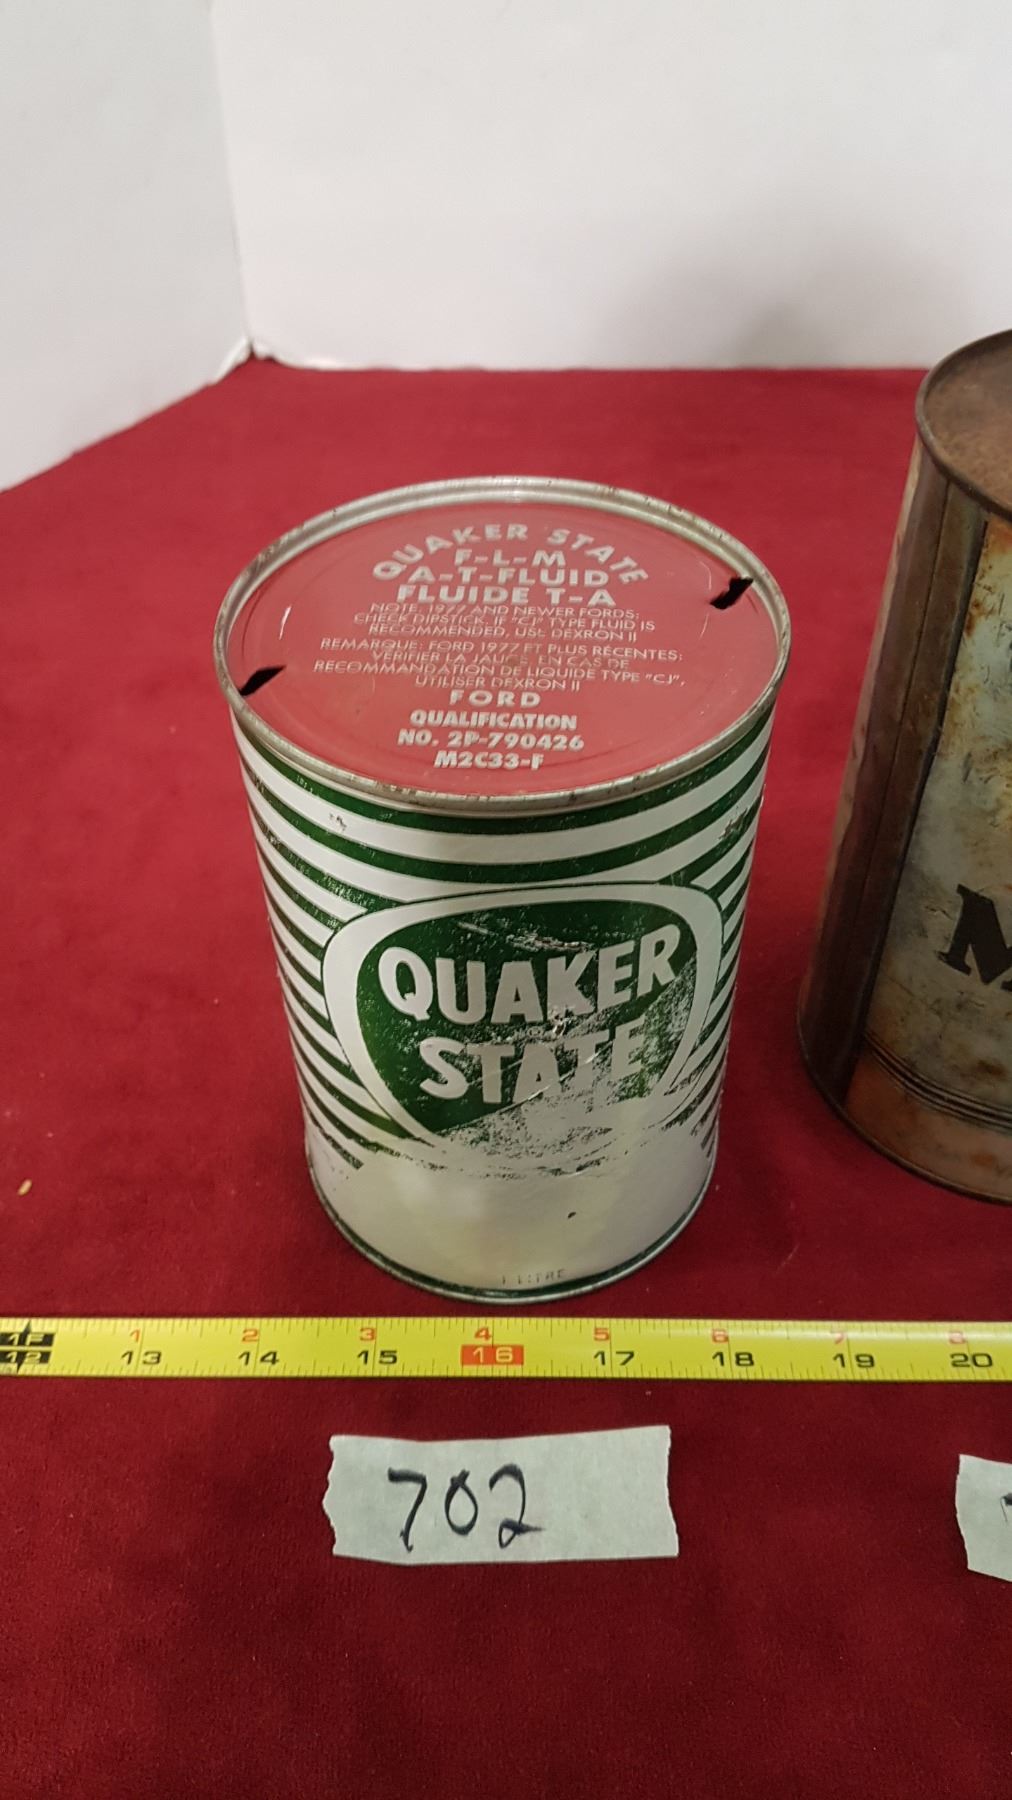 QUAKER STATE
F-L-M
A-T-FLUID
FLUIDE T-A
NOTE: 1977 AND NEWER FORDS:
CHECK DIPSTICK. IF "CJ" TYPE FLUID IS
RECOMMENDED, USE DEXRON II
REMARQUE: FORD 1977 ET PLUS RÉCENTES:
VÉRIFIER LA JAUGE. EN CAS DE
RECOMMANDATION DE LIQUIDE TYPE "CJ",
UTILISER DEXRON II
FORD
QUALIFICATION
NO. 2P-790426
M2C33-F
QUAKER
STATE
1 LITRE
M
1F 1 2 3 4 5 6 7 8
12 13 14 15 16 17 18 19 20
702